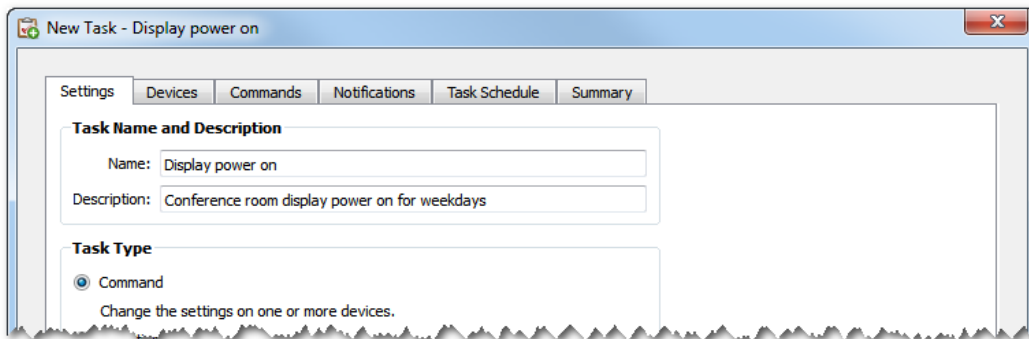 New Task - Display power on
Settings Devices Commands Notifications Task Schedule Summary
Task Name and Description
Name: Display power on
Description: Conference room display power on for weekdays
Task Type
Command
Change the settings on one or more devices.